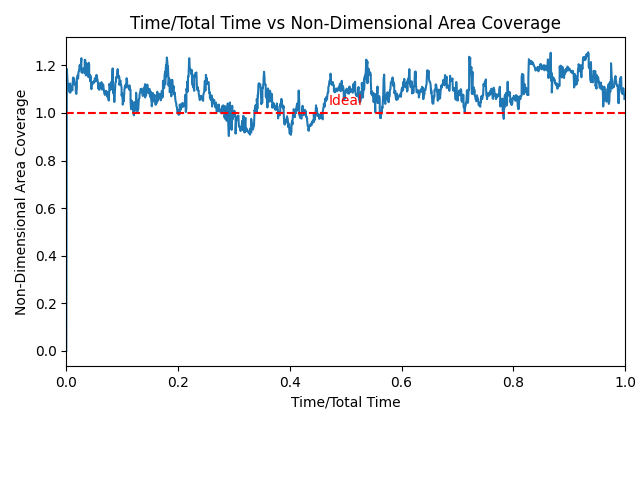 Time/Total Time vs Non-Dimensional Area Coverage
Non-Dimensional Area Coverage
1.2
1.0
0.8
0.6
0.4
0.2
0.0
Ideal
0.0 0.2 0.4 0.6 0.8 1.0
Time/Total Time